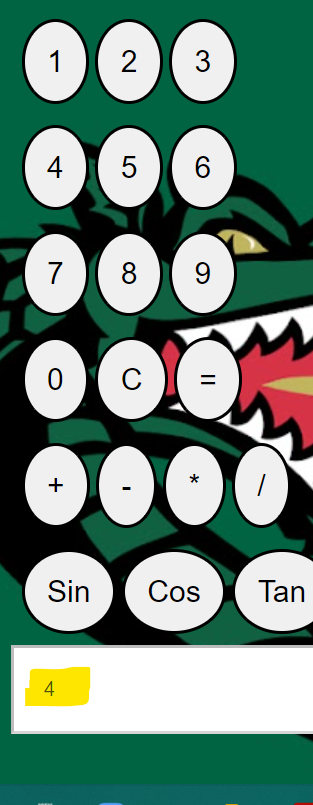 1 2 3
4 5 6
7 8 9
0 C =
+ - * /
Sin Cos Tan
4